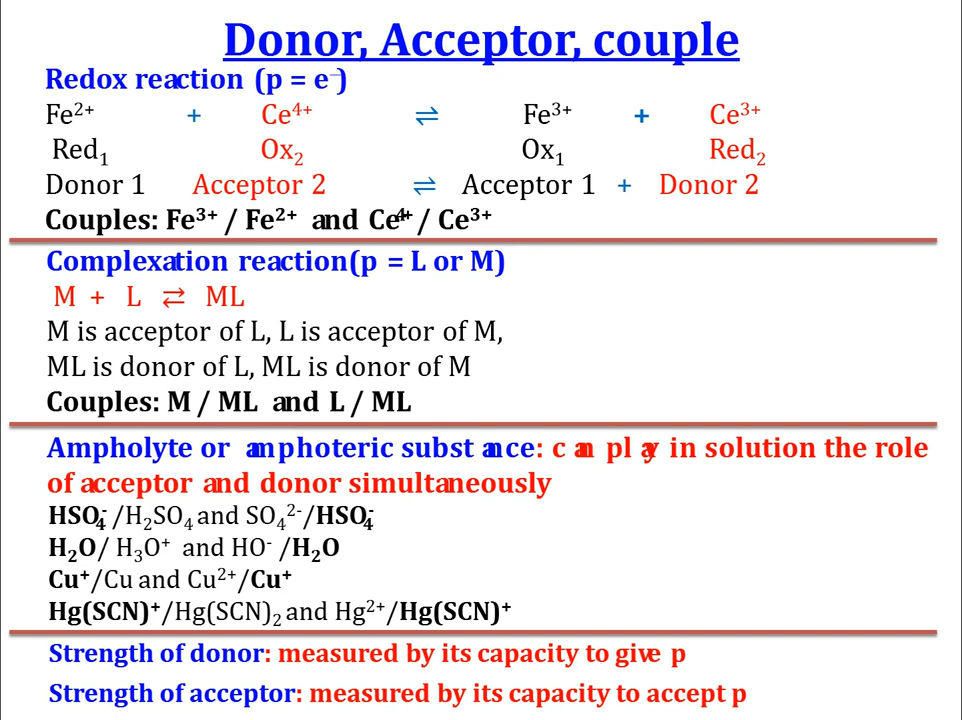 Donor, Acceptor, couple
Redox reaction (p = e⁻)
Fe²⁺ + Ce⁴⁺ ⇌ Fe³⁺ + Ce³⁺
Red₁ Ox₂ Ox₁ Red₂
Donor 1 Acceptor 2 ⇌ Acceptor 1 + Donor 2
Couples: Fe³⁺ / Fe²⁺ and Ce⁴⁺ / Ce³⁺
Complexation reaction(p = L or M)
M + L ⇄ ML
M is acceptor of L, L is acceptor of M,
ML is donor of L, ML is donor of M
Couples: M / ML and L / ML
Ampholyte or amphoteric substance: can play in solution the role
of acceptor and donor simultaneously
HSO₄⁻ /H₂SO₄ and SO₄²⁻/HSO₄⁻
H₂O/ H₃O⁺ and HO⁻ /H₂O
Cu⁺/Cu and Cu²⁺/Cu⁺
Hg(SCN)⁺/Hg(SCN)₂ and Hg²⁺/Hg(SCN)⁺
Strength of donor: measured by its capacity to give p
Strength of acceptor: measured by its capacity to accept p